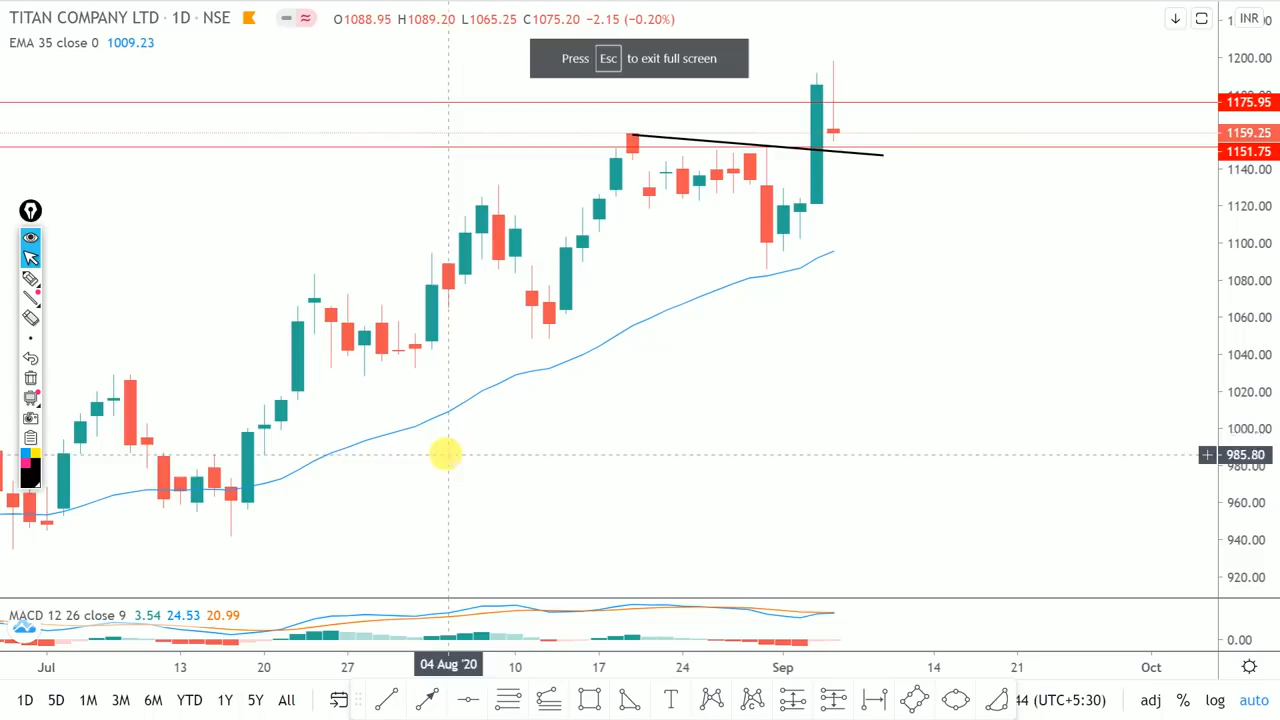 TITAN COMPANY LTD · 1D · NSE
O1088.95 H1089.20 L1065.25 C1075.20 −2.15 (−0.20%)
INR
EMA 35 close 0 1009.23
Press Esc to exit full screen
1200.00
1175.95
1159.25
1151.75
1140.00
1120.00
1100.00
1080.00
1060.00
1040.00
1020.00
1000.00
985.80
980.00
960.00
940.00
920.00
MACD 12 26 close 9 3.54 24.53 20.99
0.00
Jul 13 20 27 04 Aug '20 10 17 24 Sep 14 21 Oct
1D 5D 1M 3M 6M YTD 1Y 5Y All T 44 (UTC+5:30) adj % log auto